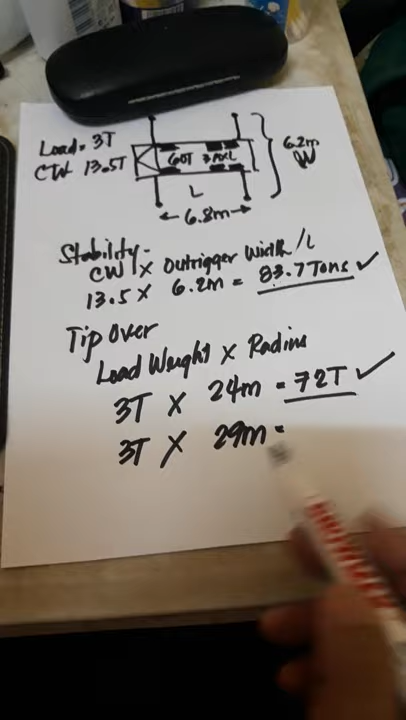 Load = 3T
CW 13.5T
60T 3 AXL
6.2m
W
L
6.8m
Stability -
CW X Outrigger Width / L
13.5 X 6.2m = 83.7 Tons ✓
Tip Over
Load Weight X Radius
3T X 24m = 72T ✓
3T X 29m =